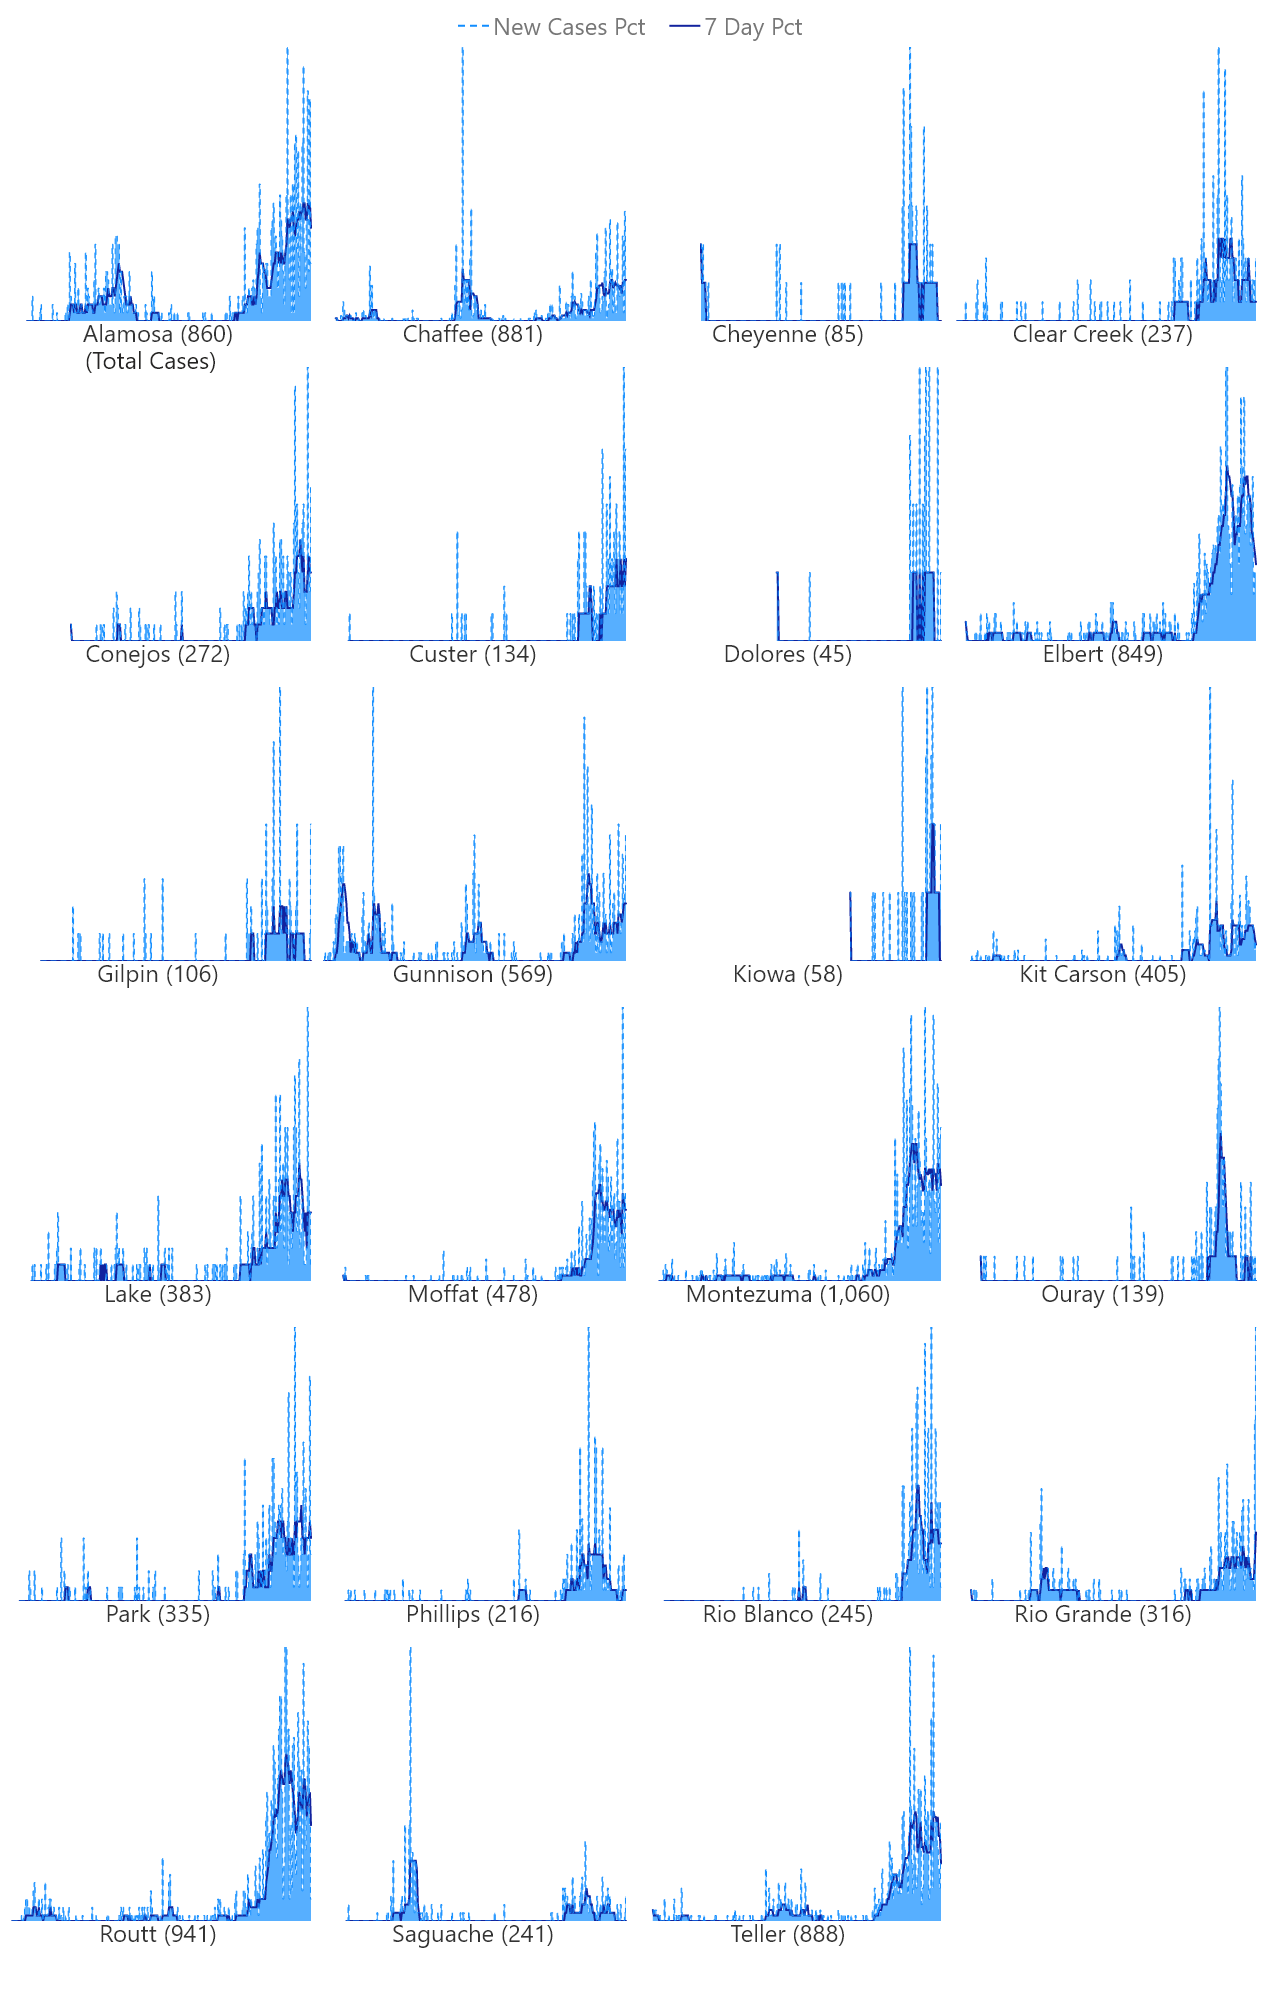 New Cases Pct 7 Day Pct
Alamosa (860) Chaffee (881) Cheyenne (85) Clear Creek (237)
(Total Cases)
Conejos (272) Custer (134) Dolores (45) Elbert (849)
Gilpin (106) Gunnison (569) Kiowa (58) Kit Carson (405)
Lake (383) Moffat (478) Montezuma (1,060) Ouray (139)
Park (335) Phillips (216) Rio Blanco (245) Rio Grande (316)
Routt (941) Saguache (241) Teller (888)